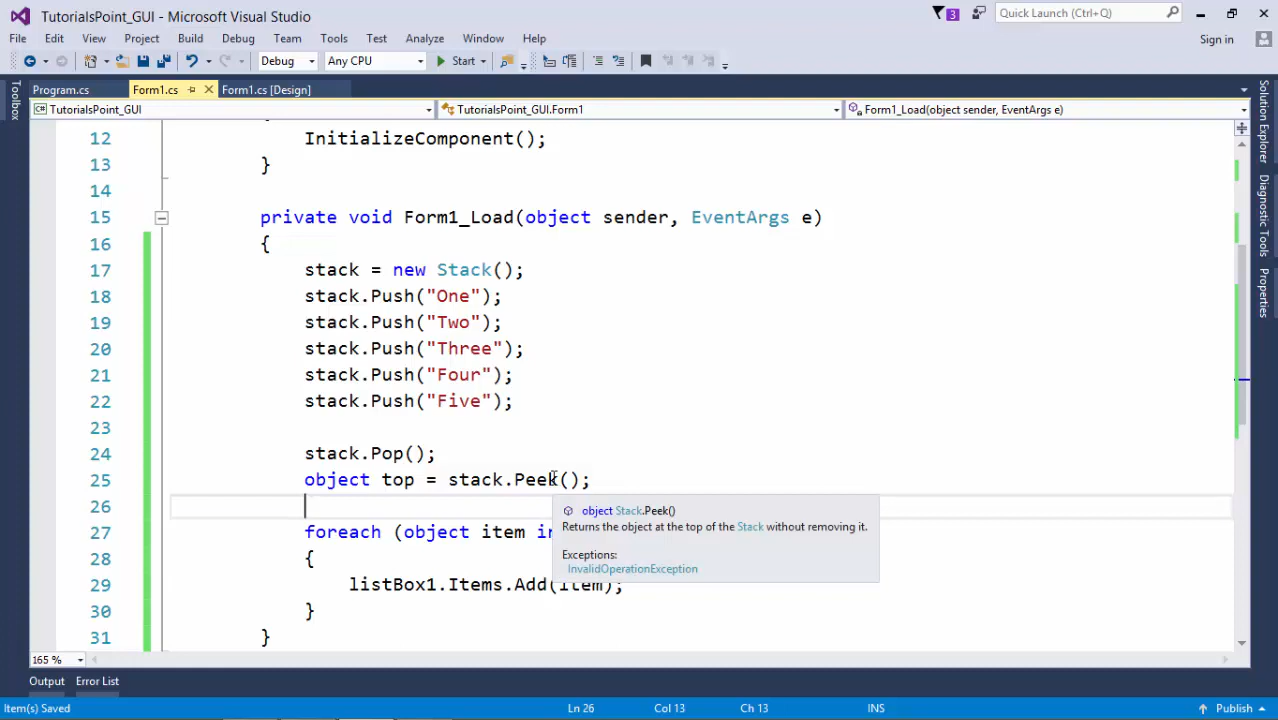 TutorialsPoint_GUI - Microsoft Visual Studio
3
Quick Launch (Ctrl+Q)
File Edit View Project Build Debug Team Tools Test Analyze Window Help
Sign in
Debug Any CPU Start
Program.cs Form1.cs Form1.cs [Design]
TutorialsPoint_GUI TutorialsPoint_GUI.Form1 Form1_Load(object sender, EventArgs e)
Toolbox
Solution Explorer
Diagnostic Tools
Properties
12 InitializeComponent();
13 }
14
15 private void Form1_Load(object sender, EventArgs e)
16 {
17 stack = new Stack();
18 stack.Push("One");
19 stack.Push("Two");
20 stack.Push("Three");
21 stack.Push("Four");
22 stack.Push("Five");
23
24 stack.Pop();
25 object top = stack.Peek();
26
object Stack.Peek()
Returns the object at the top of the Stack without removing it.
Exceptions:
InvalidOperationException
27 foreach (object item in
28 {
29 listBox1.Items.Add(item);
30 }
31 }
165 %
Output Error List
Item(s) Saved Ln 26 Col 13 Ch 13 INS Publish